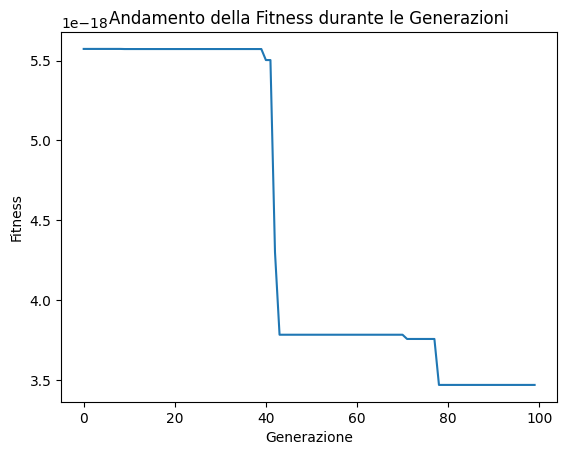 Andamento della Fitness durante le Generazioni
1e−18
5.5
5.0
4.5
4.0
3.5
Fitness
0 20 40 60 80 100
Generazione